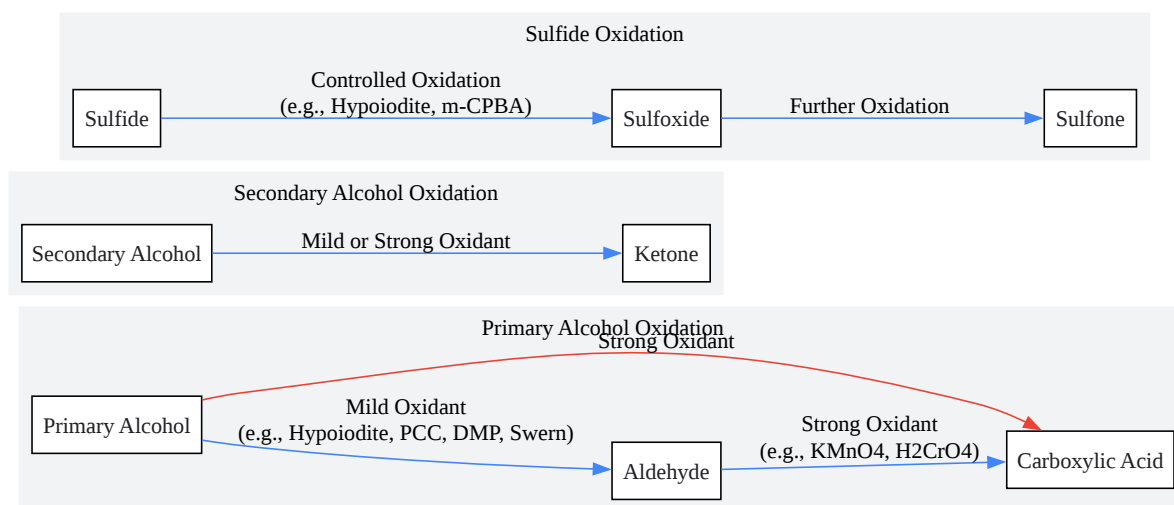 Sulfide Oxidation
Controlled Oxidation
(e.g., Hypoiodite, m-CPBA)
Sulfide
Sulfoxide
Further Oxidation
Sulfone
Secondary Alcohol Oxidation
Secondary Alcohol
Mild or Strong Oxidant
Ketone
Primary Alcohol Oxidation
Strong Oxidant
Primary Alcohol
Mild Oxidant
(e.g., Hypoiodite, PCC, DMP, Swern)
Aldehyde
Strong Oxidant
(e.g., KMnO4, H2CrO4)
Carboxylic Acid